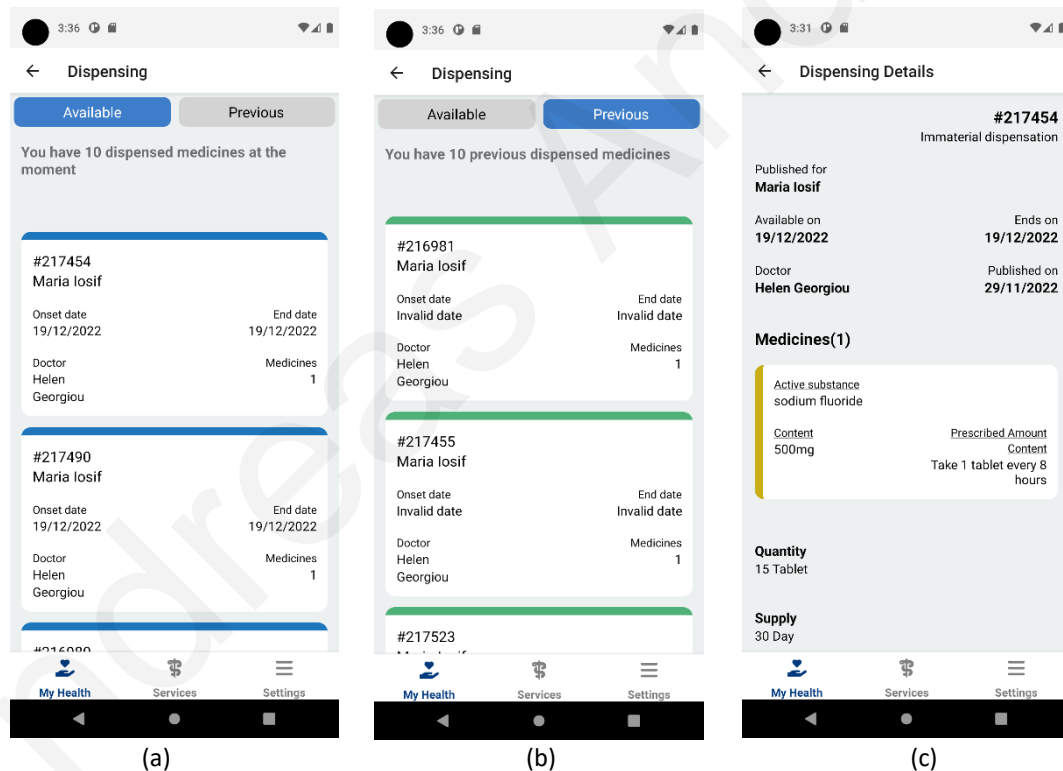 3:36
Dispensing
Available Previous
You have 10 dispensed medicines at the
moment
#217454
Maria Iosif
Onset date End date
19/12/2022 19/12/2022
Doctor Medicines
Helen 1
Georgiou
#217490
Maria Iosif
Onset date End date
19/12/2022 19/12/2022
Doctor Medicines
Helen 1
Georgiou
#216989
My Health Services Settings
(a)
3:36
Dispensing
Available Previous
You have 10 previous dispensed medicines
#216981
Maria Iosif
Onset date End date
Invalid date Invalid date
Doctor Medicines
Helen 1
Georgiou
#217455
Maria Iosif
Onset date End date
Invalid date Invalid date
Doctor Medicines
Helen 1
Georgiou
#217523
My Health Services Settings
(b)
3:31
Dispensing Details
#217454
Immaterial dispensation
Published for
Maria Iosif
Available on Ends on
19/12/2022 19/12/2022
Doctor Published on
Helen Georgiou 29/11/2022
Medicines(1)
Active substance
sodium fluoride
Content Prescribed Amount
500mg Content
Take 1 tablet every 8
hours
Quantity
15 Tablet
Supply
30 Day
My Health Services Settings
(c)
ndreas And